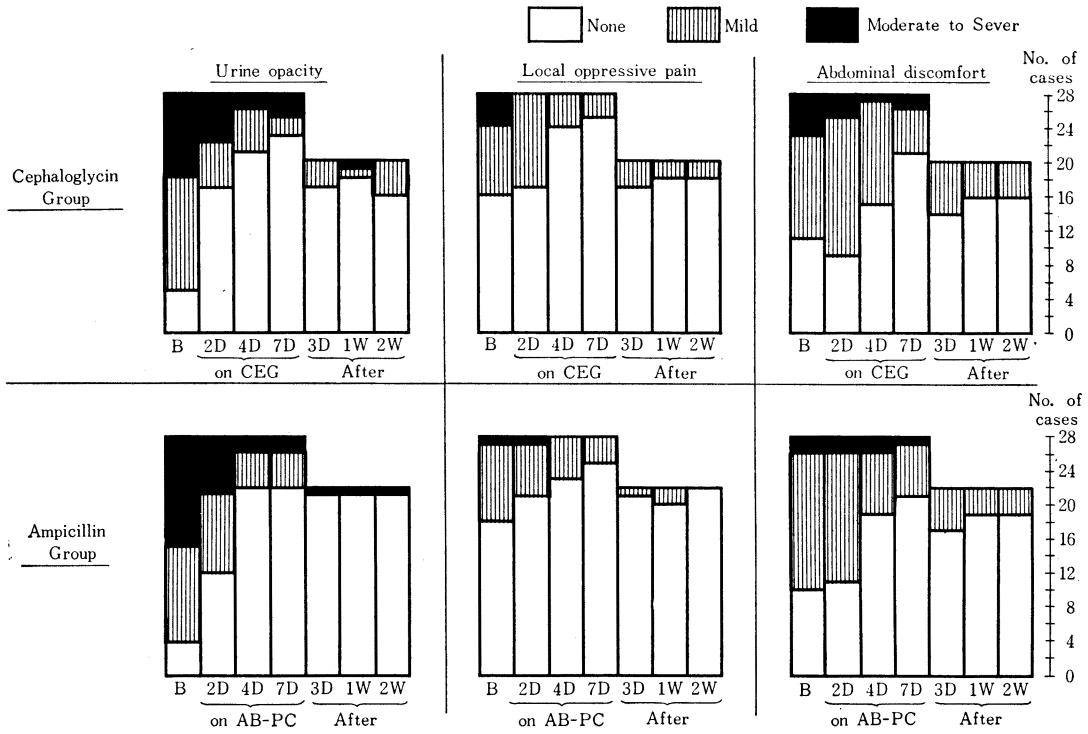 None Mild Moderate to Sever
Urine opacity Local oppressive pain Abdominal discomfort No. of
cases
28
24
Cephaloglycin
Group
20
16
12
8
4
0
B 2D 4D 7D 3D 1W 2W B 2D 4D 7D 3D 1W 2W B 2D 4D 7D 3D 1W 2W
on CEG After on CEG After on CEG After
No. of
cases
28
24
20
Ampicillin
Group
16
12
8
4
0
B 2D 4D 7D 3D 1W 2W B 2D 4D 7D 3D 1W 2W B 2D 4D 7D 3D 1W 2W
on AB-PC After on AB-PC After on AB-PC After